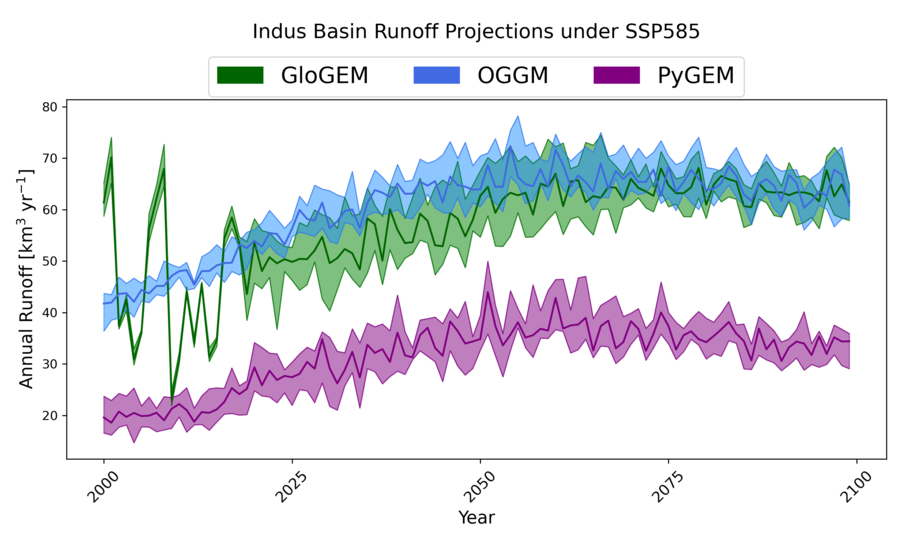 Indus Basin Runoff Projections under SSP585
GloGEM OGGM PyGEM
Annual Runoff [km³ yr⁻¹]
80
70
60
50
40
30
20
2000 2025 2050 2075 2100
Year